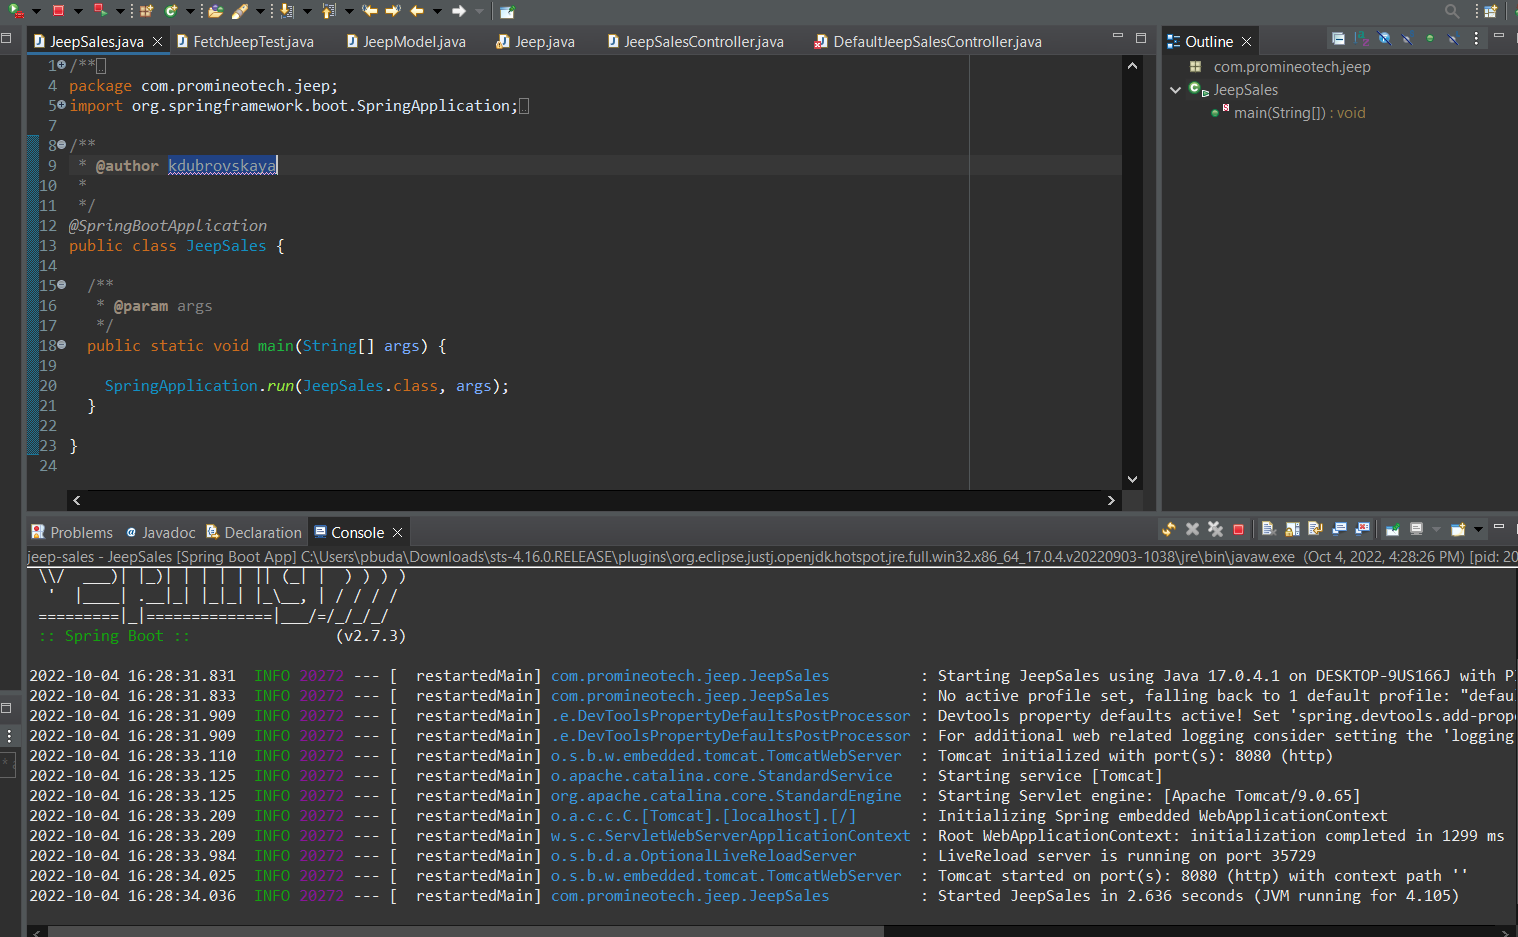 JeepSales.java
FetchJeepTest.java
JeepModel.java
Jeep.java
JeepSalesController.java
DefaultJeepSalesController.java
1 /**
4 package com.promineotech.jeep;
5 import org.springframework.boot.SpringApplication;
7
8 /**
9  * @author kdubrovskaya
10  *
11  */
12 @SpringBootApplication
13 public class JeepSales {
14
15   /**
16    * @param args
17    */
18   public static void main(String[] args) {
19
20     SpringApplication.run(JeepSales.class, args);
21   }
22
23 }
24
Outline
com.promineotech.jeep
JeepSales
main(String[]) : void
Problems
Javadoc
Declaration
Console
jeep-sales - JeepSales [Spring Boot App] C:\Users\pbuda\Downloads\sts-4.16.0.RELEASE\plugins\org.eclipse.justj.openjdk.hotspot.jre.full.win32.x86_64_17.0.4.v20220903-1038\jre\bin\javaw.exe (Oct 4, 2022, 4:28:26 PM) [pid: 20
 \\/  ___)| |_)| | | | | || (_| |  ) ) ) )
  '  |____| .__|_| |_|_| |_\__, | / / / /
 =========|_|==============|___/=/_/_/_/
 :: Spring Boot ::                (v2.7.3)
2022-10-04 16:28:31.831  INFO 20272 --- [  restartedMain] com.promineotech.jeep.JeepSales          : Starting JeepSales using Java 17.0.4.1 on DESKTOP-9US166J with P
2022-10-04 16:28:31.833  INFO 20272 --- [  restartedMain] com.promineotech.jeep.JeepSales          : No active profile set, falling back to 1 default profile: "defau
2022-10-04 16:28:31.909  INFO 20272 --- [  restartedMain] .e.DevToolsPropertyDefaultsPostProcessor : Devtools property defaults active! Set 'spring.devtools.add-prope
2022-10-04 16:28:31.909  INFO 20272 --- [  restartedMain] .e.DevToolsPropertyDefaultsPostProcessor : For additional web related logging consider setting the 'logging
2022-10-04 16:28:33.110  INFO 20272 --- [  restartedMain] o.s.b.w.embedded.tomcat.TomcatWebServer  : Tomcat initialized with port(s): 8080 (http)
2022-10-04 16:28:33.125  INFO 20272 --- [  restartedMain] o.apache.catalina.core.StandardService   : Starting service [Tomcat]
2022-10-04 16:28:33.125  INFO 20272 --- [  restartedMain] org.apache.catalina.core.StandardEngine  : Starting Servlet engine: [Apache Tomcat/9.0.65]
2022-10-04 16:28:33.209  INFO 20272 --- [  restartedMain] o.a.c.c.C.[Tomcat].[localhost].[/]       : Initializing Spring embedded WebApplicationContext
2022-10-04 16:28:33.209  INFO 20272 --- [  restartedMain] w.s.c.ServletWebServerApplicationContext : Root WebApplicationContext: initialization completed in 1299 ms
2022-10-04 16:28:33.984  INFO 20272 --- [  restartedMain] o.s.b.d.a.OptionalLiveReloadServer       : LiveReload server is running on port 35729
2022-10-04 16:28:34.025  INFO 20272 --- [  restartedMain] o.s.b.w.embedded.tomcat.TomcatWebServer  : Tomcat started on port(s): 8080 (http) with context path ''
2022-10-04 16:28:34.036  INFO 20272 --- [  restartedMain] com.promineotech.jeep.JeepSales          : Started JeepSales in 2.636 seconds (JVM running for 4.105)